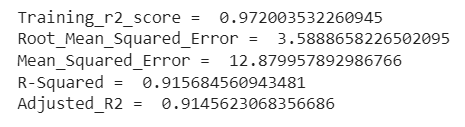 Training_r2_score =  0.972003532260945
Root_Mean_Squared_Error =  3.5888658226502095
Mean_Squared_Error =  12.879957892986766
R-Squared =  0.915684560943481
Adjusted_R2 =  0.9145623068356686